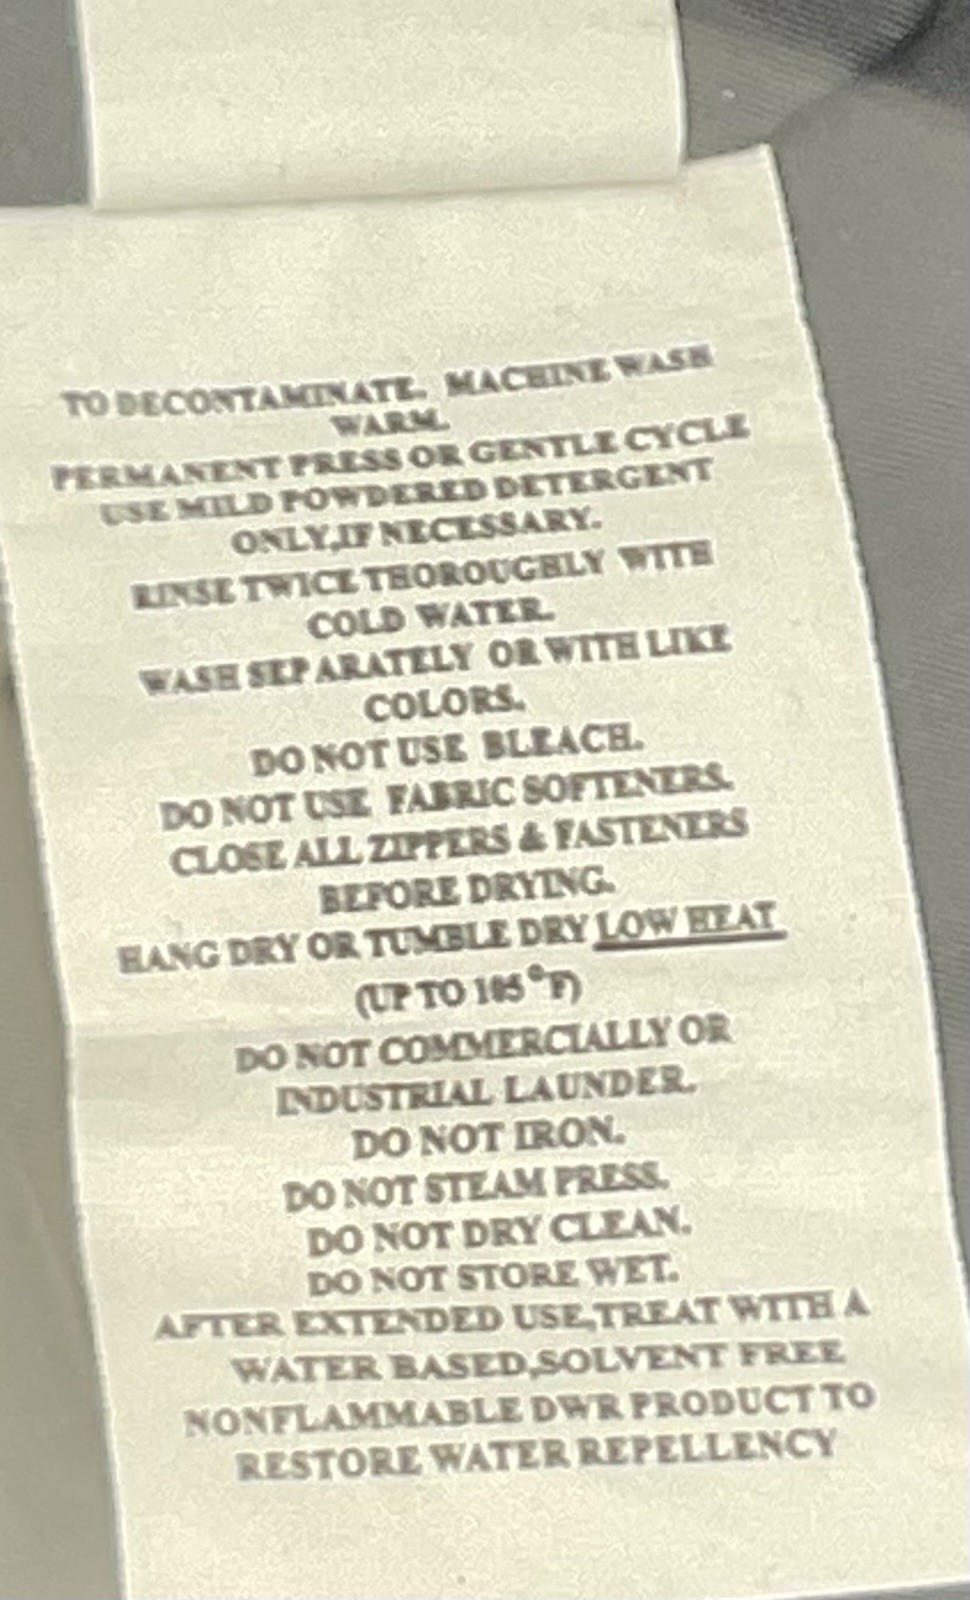 TO DECONTAMINATE. MACHINE WASH
WARM.
PERMANENT PRESS OR GENTLE CYCLE
USE MILD POWDERED DETERGENT
ONLY,IF NECESSARY.
RINSE TWICE THOROUGHLY WITH
COLD WATER.
WASH SEPARATELY OR WITH LIKE
COLORS.
DO NOT USE BLEACH.
DO NOT USE FABRIC SOFTENERS.
CLOSE ALL ZIPPERS & FASTENERS
BEFORE DRYING.
HANG DRY OR TUMBLE DRY LOW HEAT
(UP TO 105°F)
DO NOT COMMERCIALLY OR
INDUSTRIAL LAUNDER.
DO NOT IRON.
DO NOT STEAM PRESS.
DO NOT DRY CLEAN.
DO NOT STORE WET.
AFTER EXTENDED USE,TREAT WITH A
WATER BASED,SOLVENT FREE
NONFLAMMABLE DWR PRODUCT TO
RESTORE WATER REPELLENCY